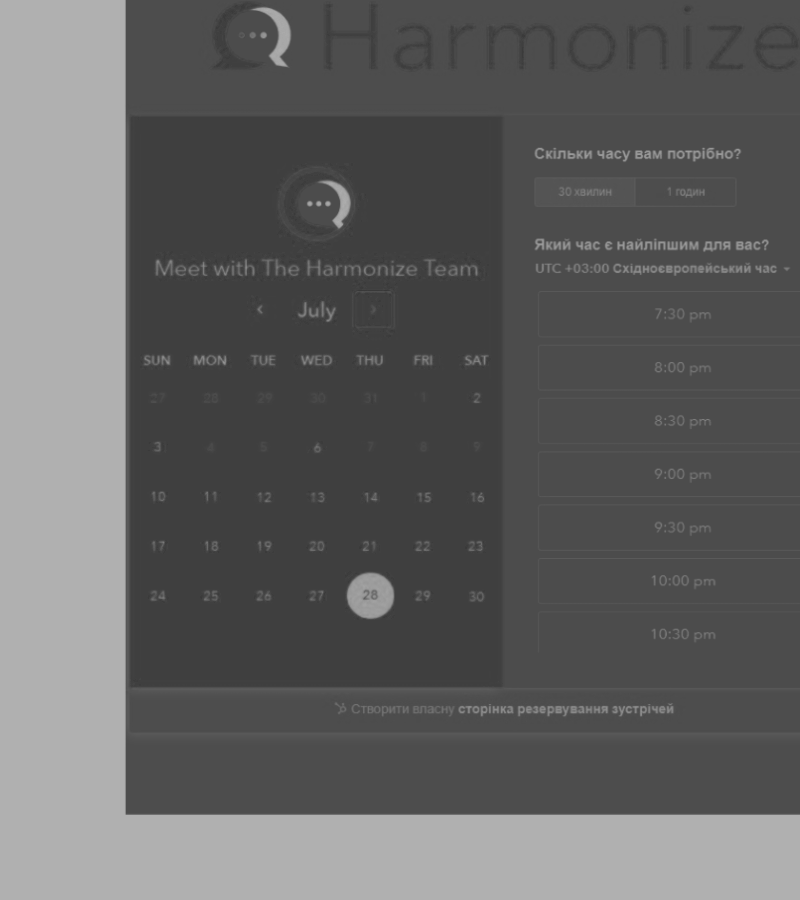 Harmonize
Meet with The Harmonize Team
July
SUN MON TUE WED THU FRI SAT
27 28 29 30 31 1 2
3 4 5 6 7 8 9
10 11 12 13 14 15 16
17 18 19 20 21 22 23
24 25 26 27 28 29 30
Скільки часу вам потрібно?
30 хвилин 1 годин
Який час є найліпшим для вас?
UTC +03:00 Східноєвропейський час
7:30 pm
8:00 pm
8:30 pm
9:00 pm
9:30 pm
10:00 pm
10:30 pm
Створити власну сторінка резервування зустрічей